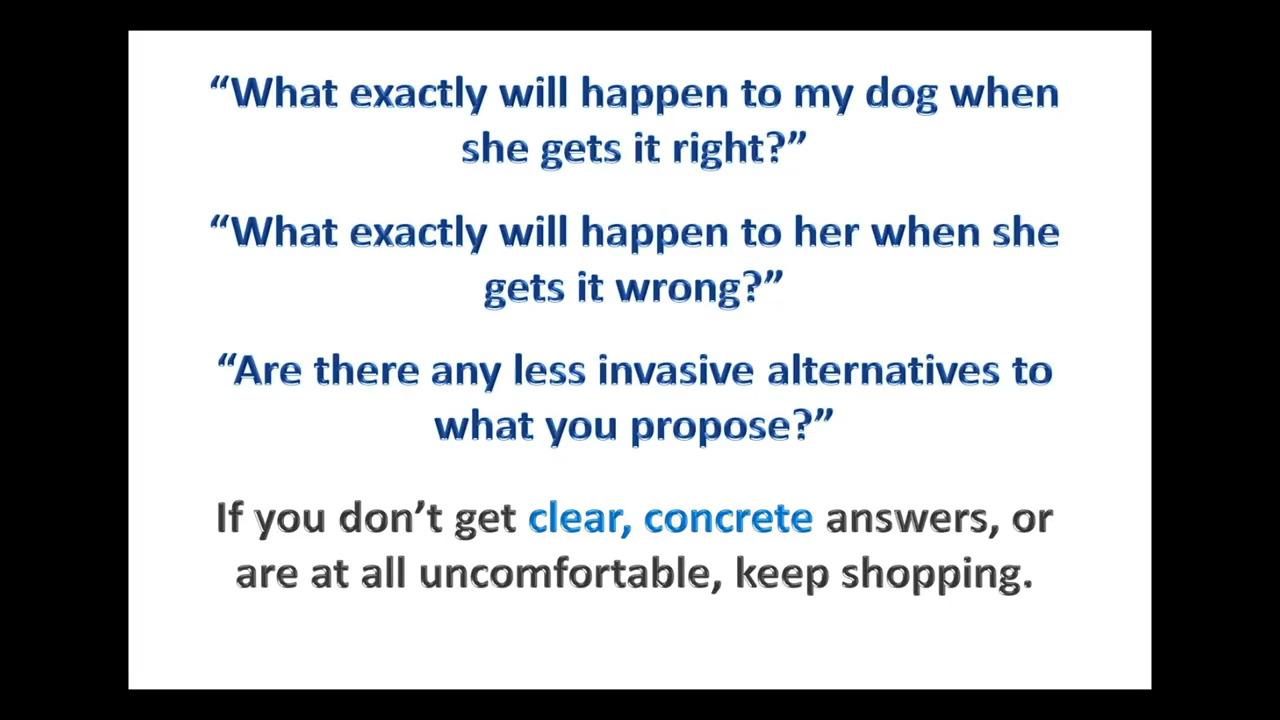 “What exactly will happen to my dog when
she gets it right?”
“What exactly will happen to her when she
gets it wrong?”
“Are there any less invasive alternatives to
what you propose?”
If you don’t get clear, concrete answers, or
are at all uncomfortable, keep shopping.